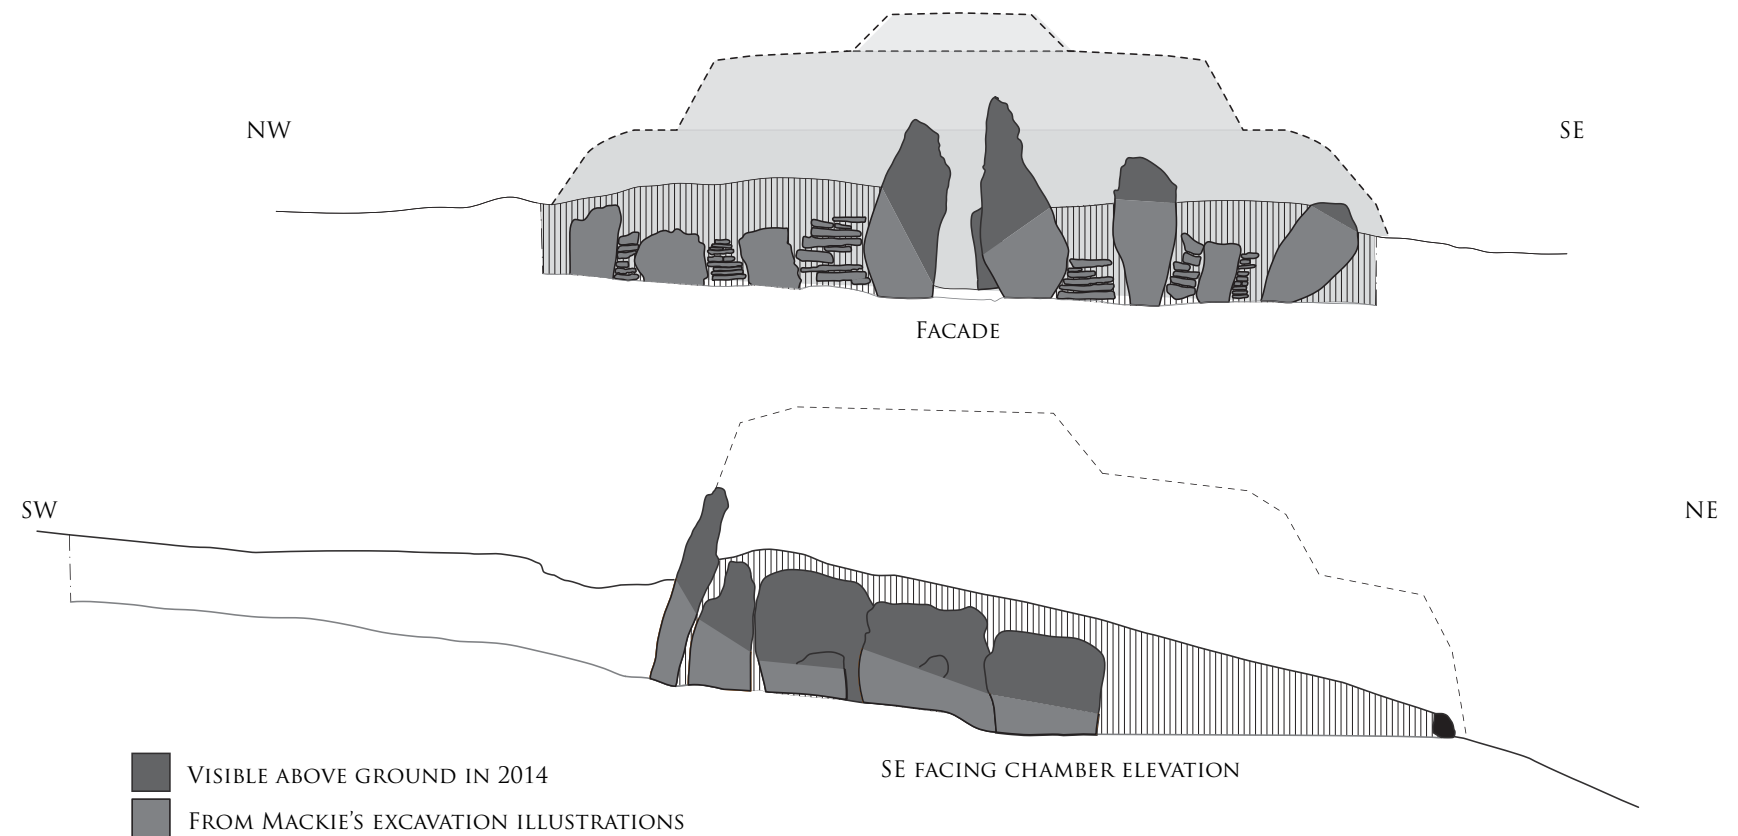 NW
SE
Facade
SW
NE
SE facing chamber elevation
Visible above ground in 2014
From Mackie's excavation illustrations